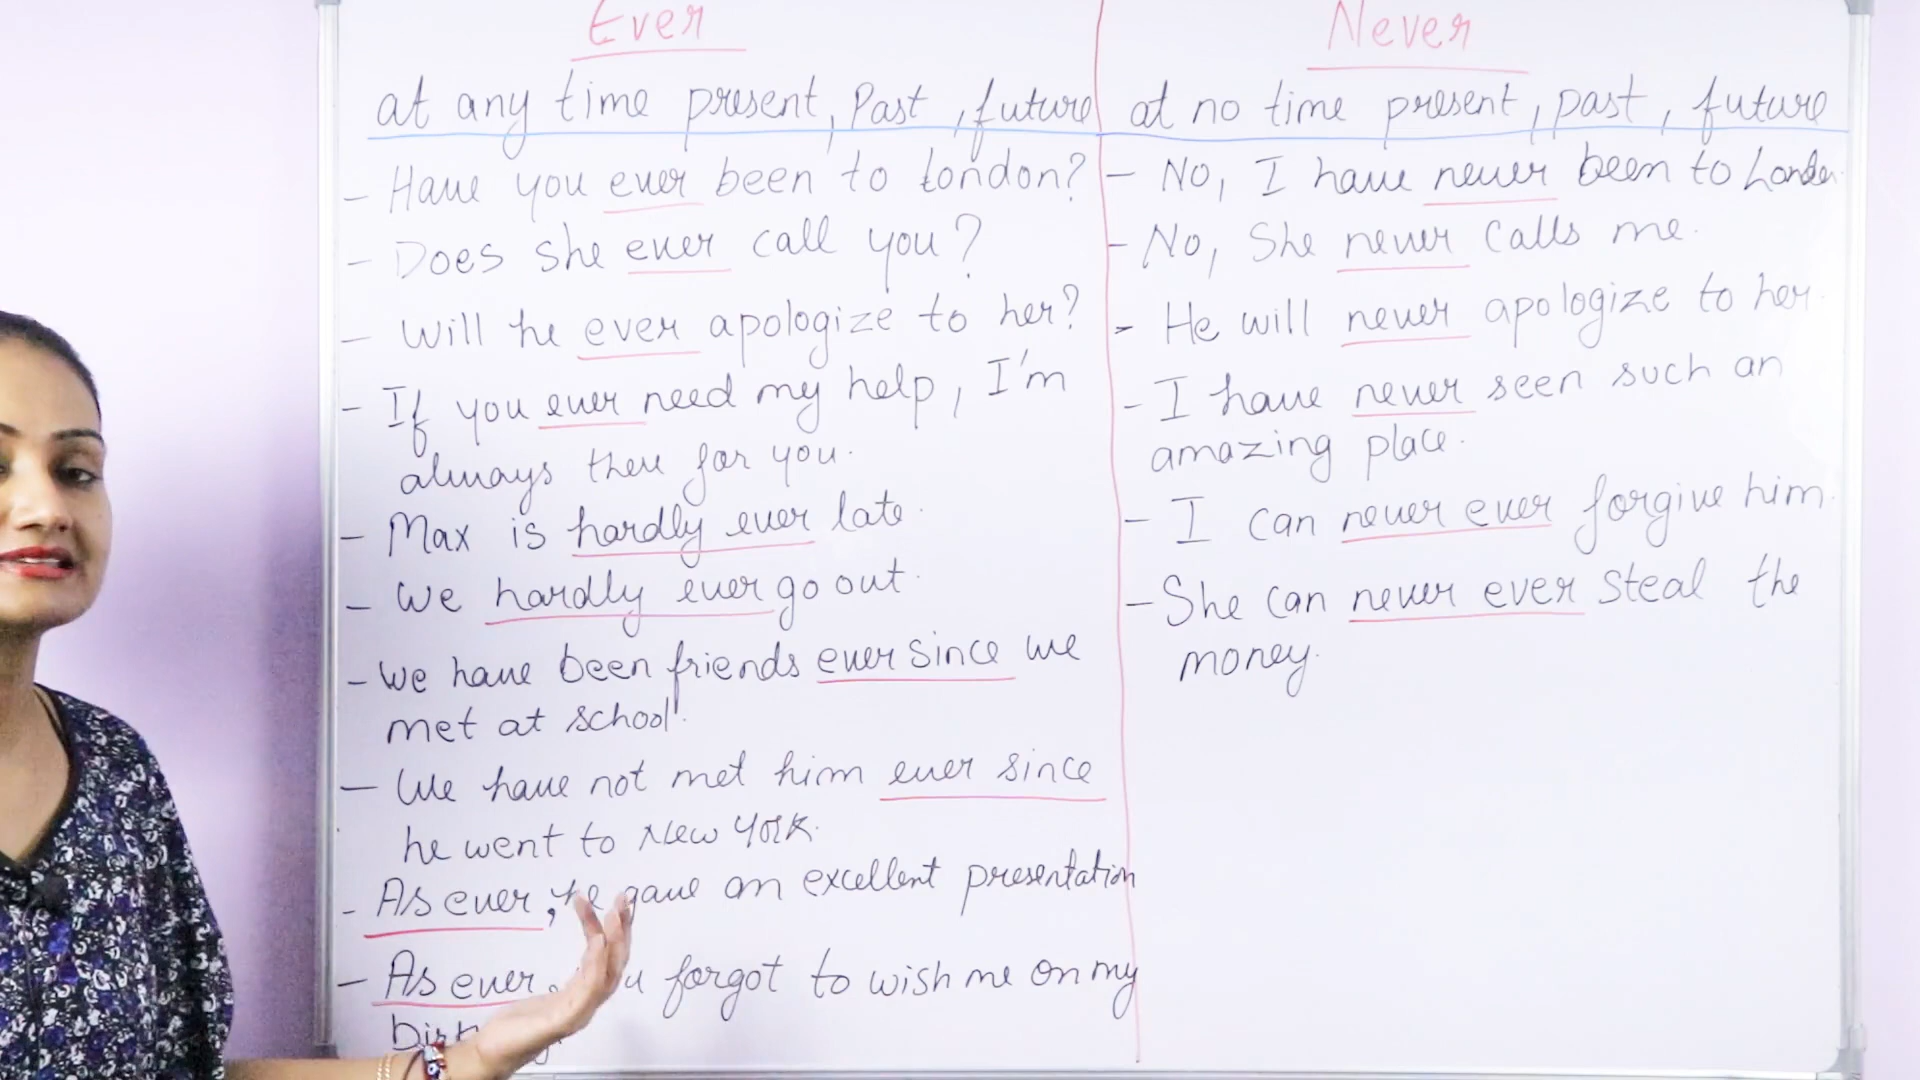 Ever
at any time present, Past, future
- Have you ever been to London?
- Does she ever call you?
- Will he ever apologize to her?
- If you ever need my help, I'm
always there for you.
- Max is hardly ever late.
- We hardly ever go out.
- We have been friends ever since we
met at school.
- We have not met him ever since
he went to New York.
- As ever, he gave an excellent presentation
- As ever, forgot to wish me on my
Never
at no time present, past, future
- No, I have never been to London
- No, She never calls me.
- He will never apologize to her.
- I have never seen such an
amazing place.
- I can never ever forgive him.
- She can never ever steal the
money.